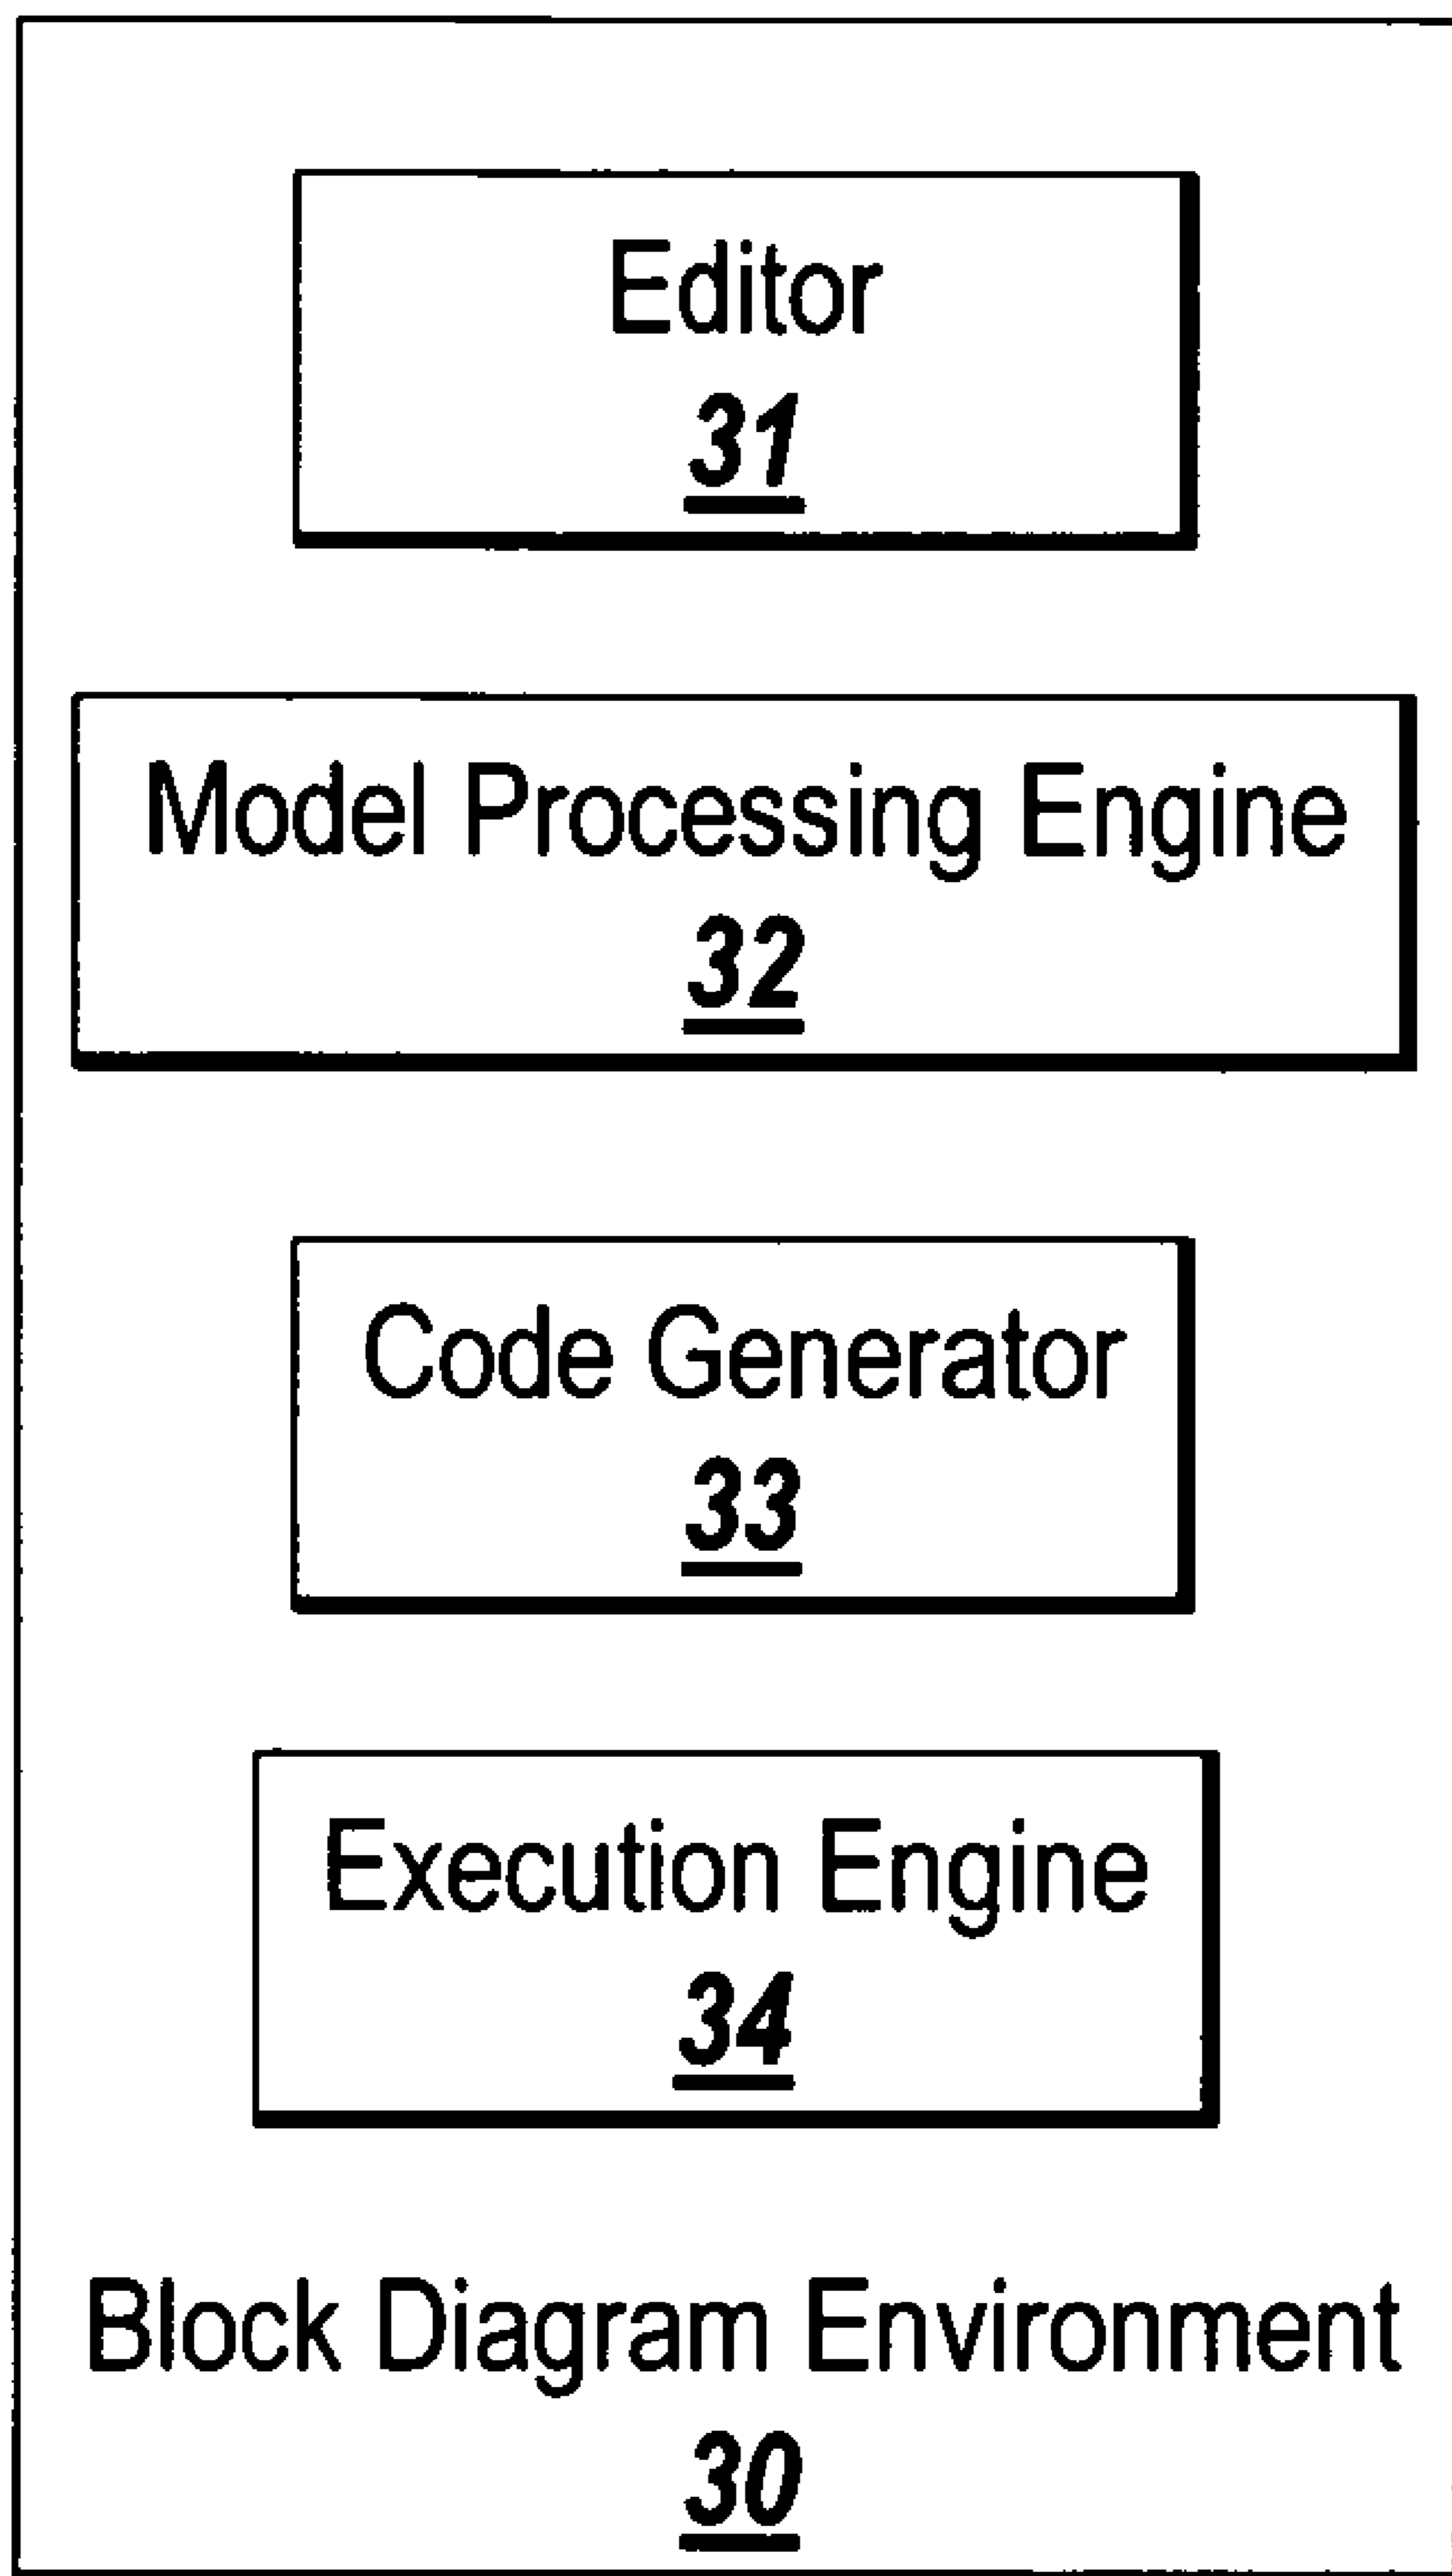 Editor
31
Model Processing Engine
32
Code Generator
33
Execution Engine
34
Block Diagram Environment
30